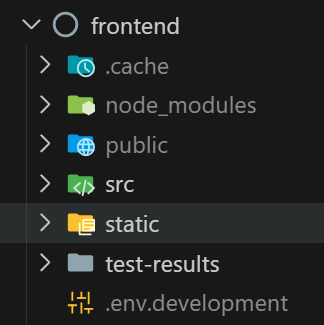 frontend
.cache
node_modules
public
src
static
test-results
.env.development